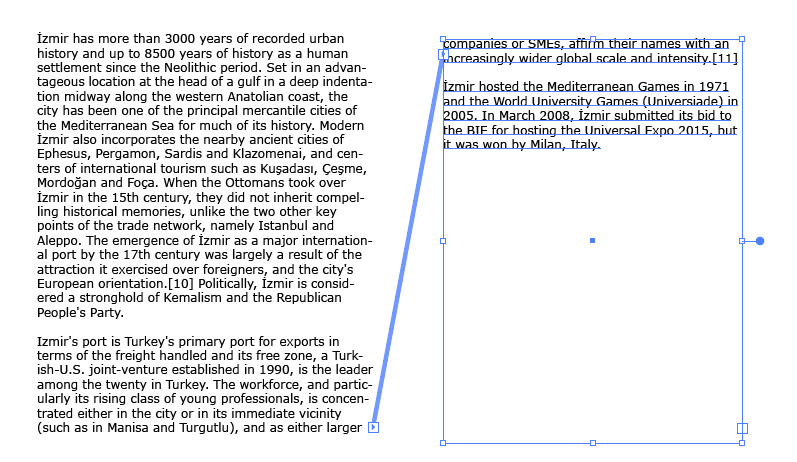 İzmir has more than 3000 years of recorded urban
history and up to 8500 years of history as a human
settlement since the Neolithic period. Set in an advan-
tageous location at the head of a gulf in a deep indenta-
tion midway along the western Anatolian coast, the
city has been one of the principal mercantile cities of
the Mediterranean Sea for much of its history. Modern
İzmir also incorporates the nearby ancient cities of
Ephesus, Pergamon, Sardis and Klazomenai, and cen-
ters of international tourism such as Kuşadası, Çeşme,
Mordoğan and Foça. When the Ottomans took over
İzmir in the 15th century, they did not inherit compel-
ling historical memories, unlike the two other key
points of the trade network, namely Istanbul and
Aleppo. The emergence of İzmir as a major internation-
al port by the 17th century was largely a result of the
attraction it exercised over foreigners, and the city's
European orientation.[10] Politically, İzmir is consid-
ered a stronghold of Kemalism and the Republican
People's Party.
Izmir's port is Turkey's primary port for exports in
terms of the freight handled and its free zone, a Turk-
ish-U.S. joint-venture established in 1990, is the leader
among the twenty in Turkey. The workforce, and partic-
ularly its rising class of young professionals, is concen-
trated either in the city or in its immediate vicinity
(such as in Manisa and Turgutlu), and as either larger
companies or SMEs, affirm their names with an
increasingly wider global scale and intensity.[11]
İzmir hosted the Mediterranean Games in 1971
and the World University Games (Universiade) in
2005. In March 2008, İzmir submitted its bid to
the BIE for hosting the Universal Expo 2015, but
it was won by Milan, Italy.